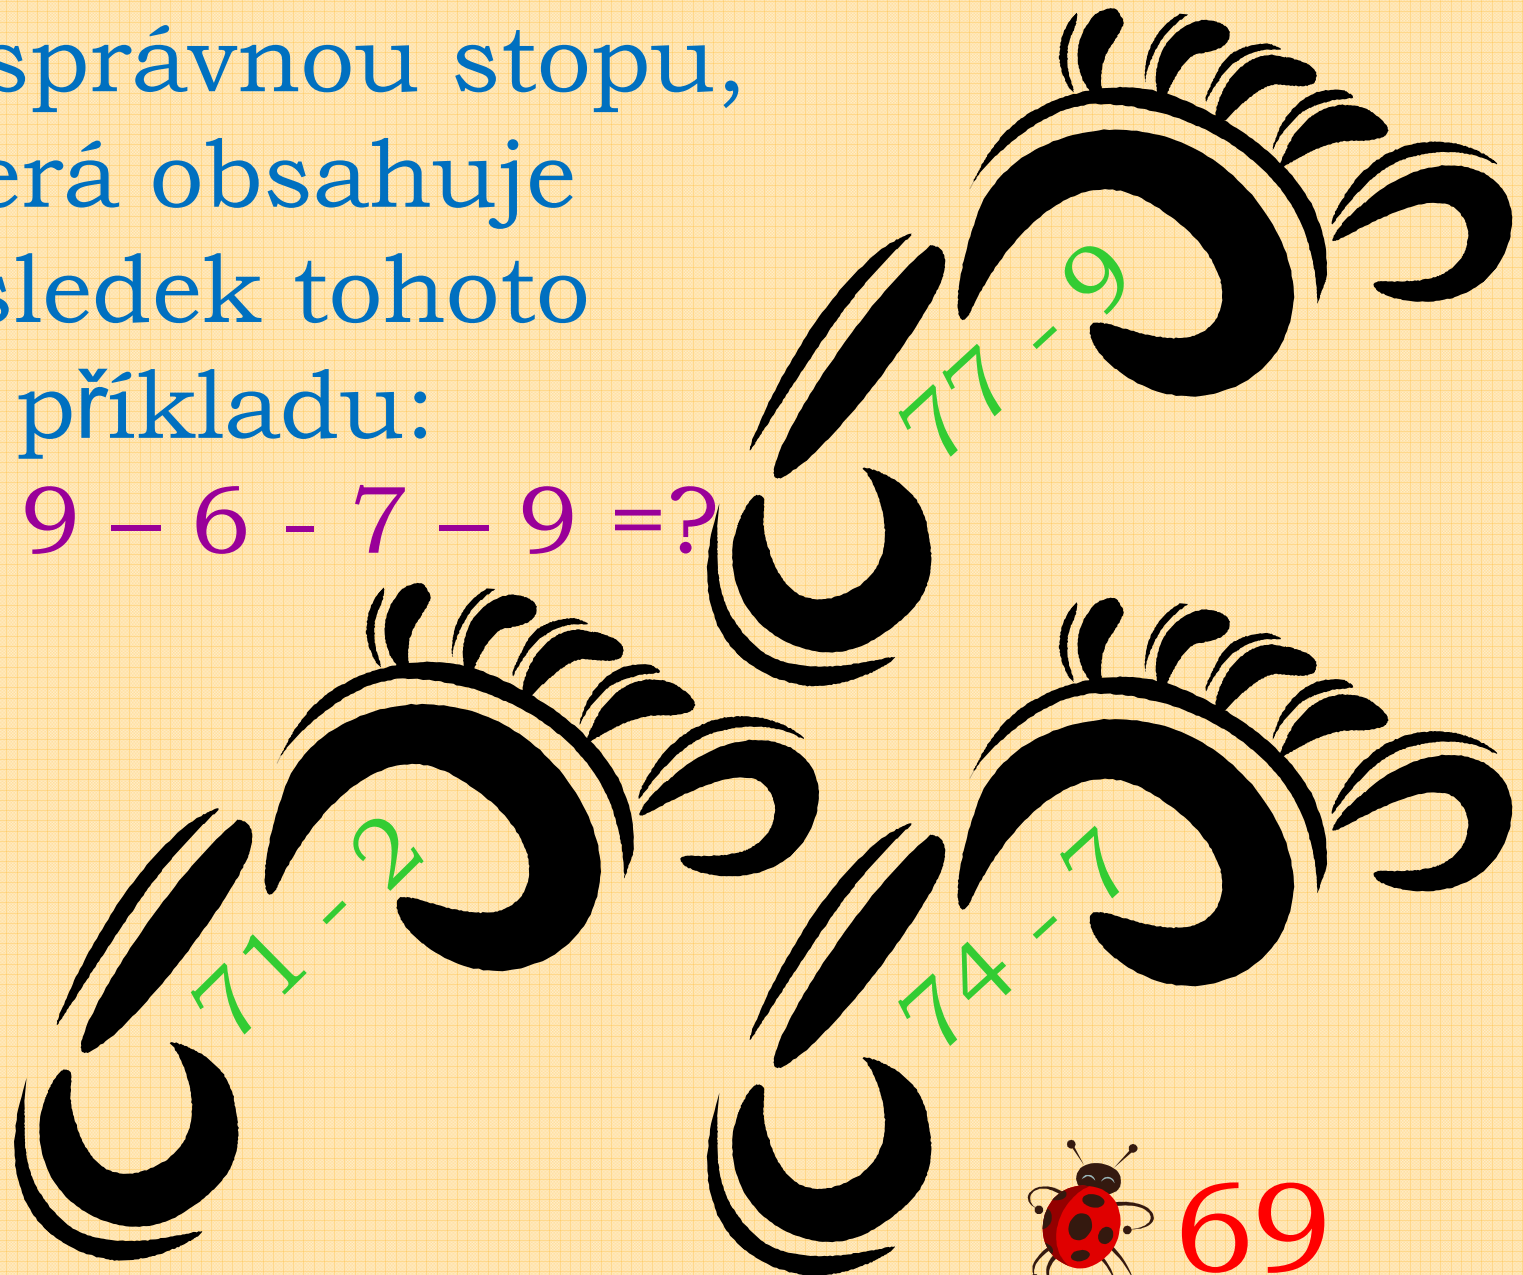 správnou stopu,
erá obsahuje
sledek tohoto
příkladu:
9 – 6 - 7 – 9 =?
77 - 9
71 - 2
74 - 7
69